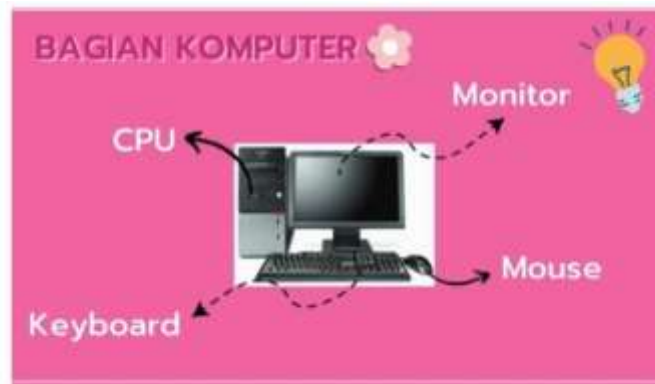 BAGIAN KOMPUTER
Monitor
CPU
Mouse
Keyboard